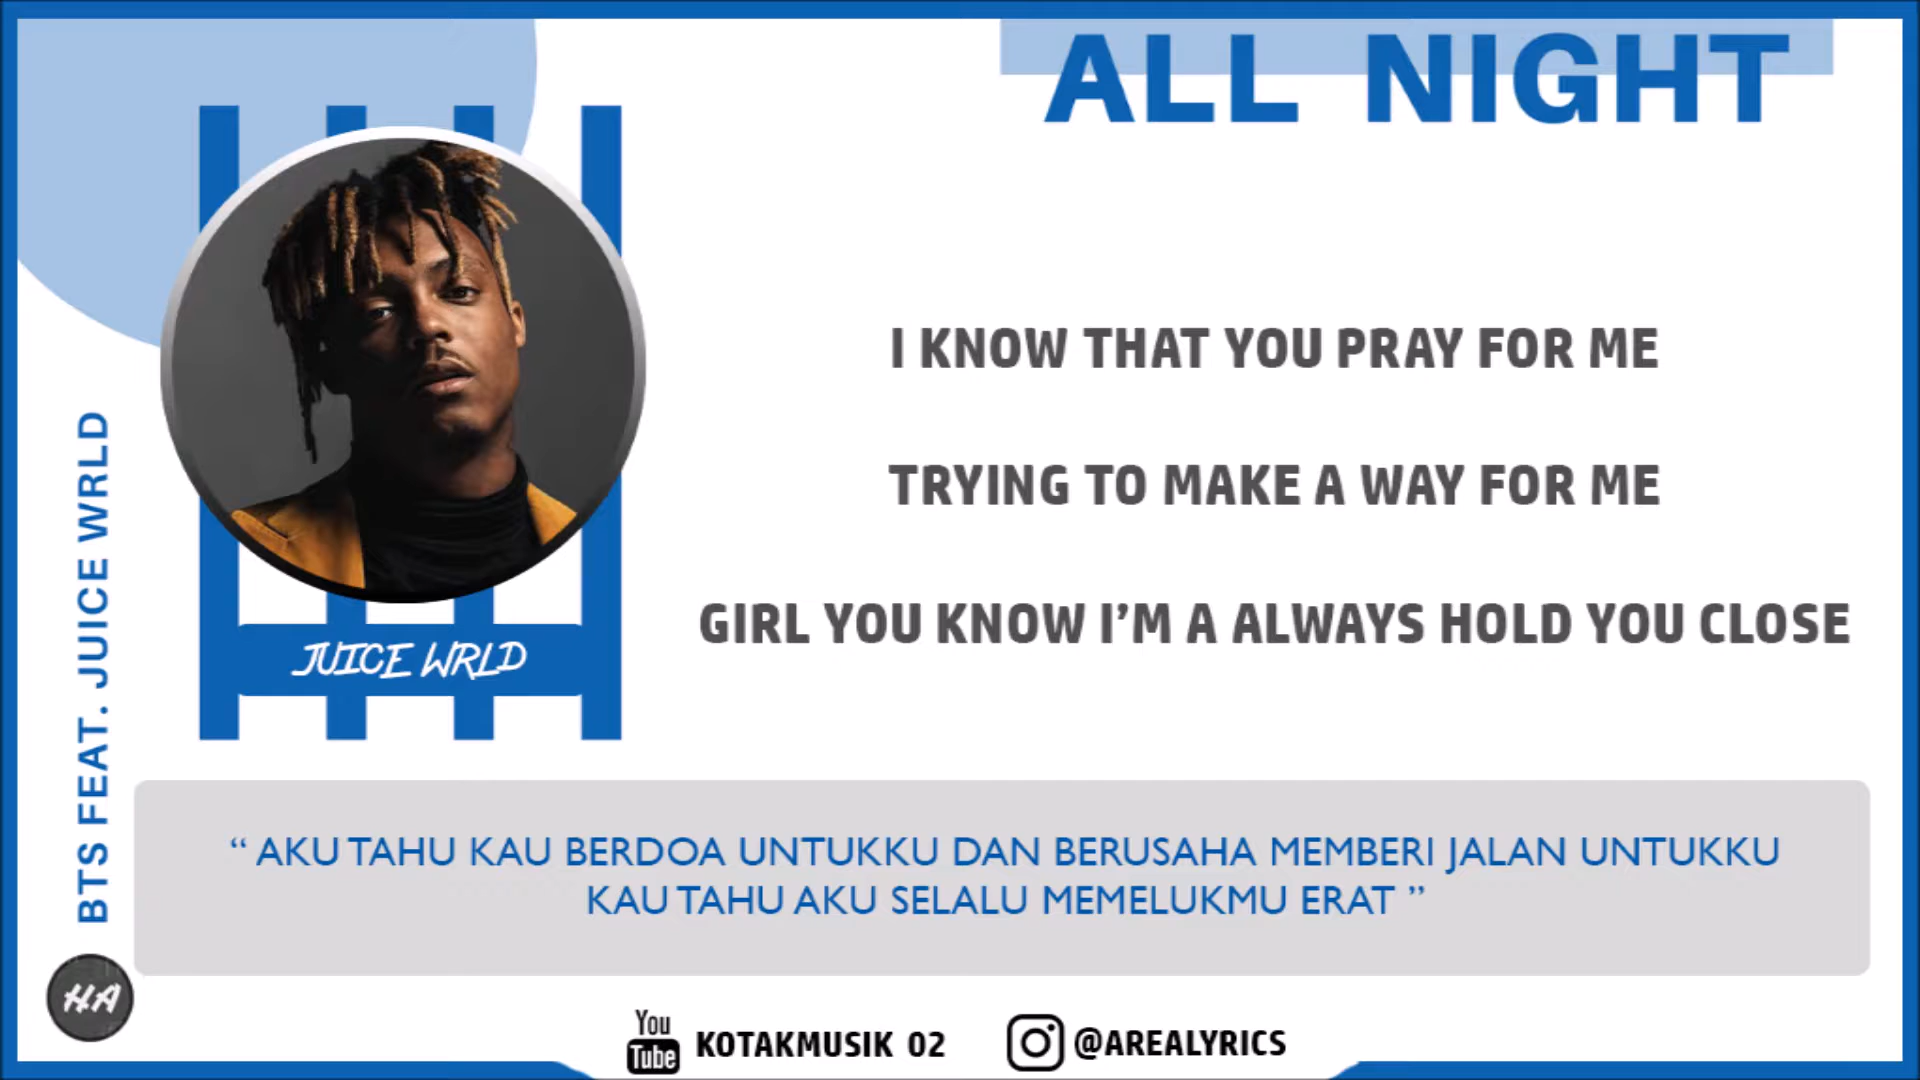 ALL NIGHT
I KNOW THAT YOU PRAY FOR ME
TRYING TO MAKE A WAY FOR ME
GIRL YOU KNOW I’M A ALWAYS HOLD YOU CLOSE
JUICE WRLD
BTS FEAT. JUICE WRLD
“ AKU TAHU KAU BERDOA UNTUKKU DAN BERUSAHA MEMBERI JALAN UNTUKKU
KAU TAHU AKU SELALU MEMELUKMU ERAT ”
HA
You
Tube
KOTAKMUSIK 02
@AREALYRICS